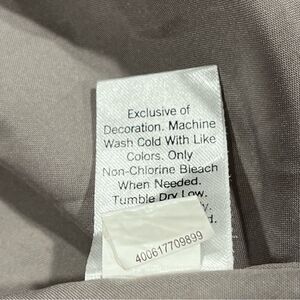 Exclusive of
Decoration. Machine
Wash Cold With Like
Colors. Only
Non-Chlorine Bleach
When Needed.
Tumble Dry Low.
400617709899